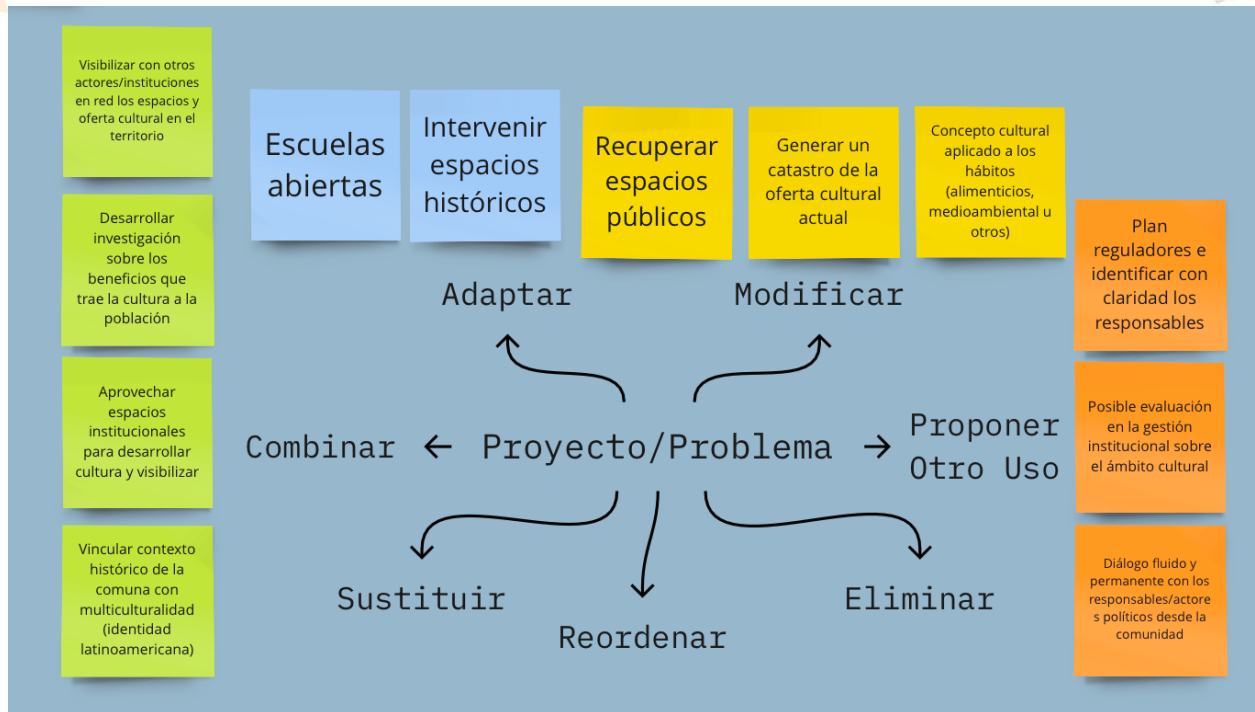 Visibilizar con otros
actores/instituciones
en red los espacios y
oferta cultural en el
territorio
Desarrollar
investigación
sobre los
beneficios que
trae la cultura a la
población
Aprovechar
espacios
institucionales
para desarrollar
cultura y visibilizar
Vincular contexto
histórico de la
comuna con
multiculturalidad
(identidad
latinoamericana)
Escuelas
abiertas
Intervenir
espacios
históricos
Recuperar
espacios
públicos
Generar un
catastro de la
oferta cultural
actual
Concepto cultural
aplicado a los
hábitos
(alimenticios,
medioambiental u
otros)
Adaptar
Modificar
Combinar
Proyecto/Problema
Proponer
Otro Uso
Sustituir
Reordenar
Eliminar
Plan
reguladores e
identificar con
claridad los
responsables
Posible evaluación
en la gestión
institucional sobre
el ámbito cultural
Diálogo fluido y
permanente con los
responsables/actore
s políticos desde la
comunidad